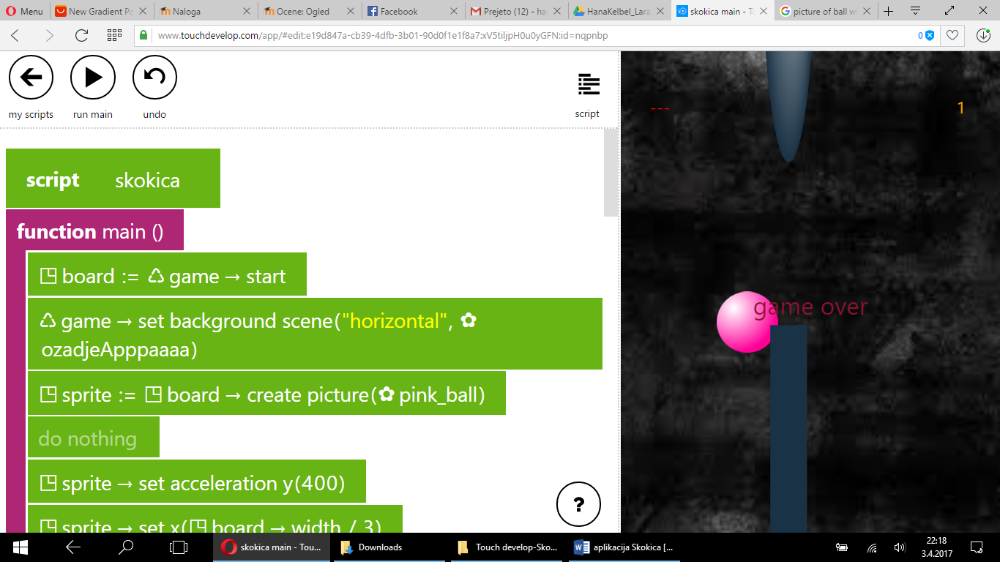 Menu
New Gradient Po
Naloga
Ocene: Ogled
Facebook
Prejeto (12) - ha
HanaKelbel_Lara
skokica main - To
picture of ball w
www.touchdevelop.com/app/#edit:e19d847a-cb39-4dfb-3b01-90d0f1e1f8a7:xV5tiljpH0u0yGFN:id=nqpnbp
0
my scripts
run main
undo
script
script skokica
function main ()
board := game → start
game → set background scene("horizontal",
ozadjeApppaaaa)
sprite := board → create picture( pink_ball)
do nothing
sprite → set acceleration y(400)
sprite → set x( board → width / 3)
?
---
1
game over
skokica main - Tou...
Downloads
Touch develop-Sko...
aplikacija Skokica [...
22:18
3.4.2017